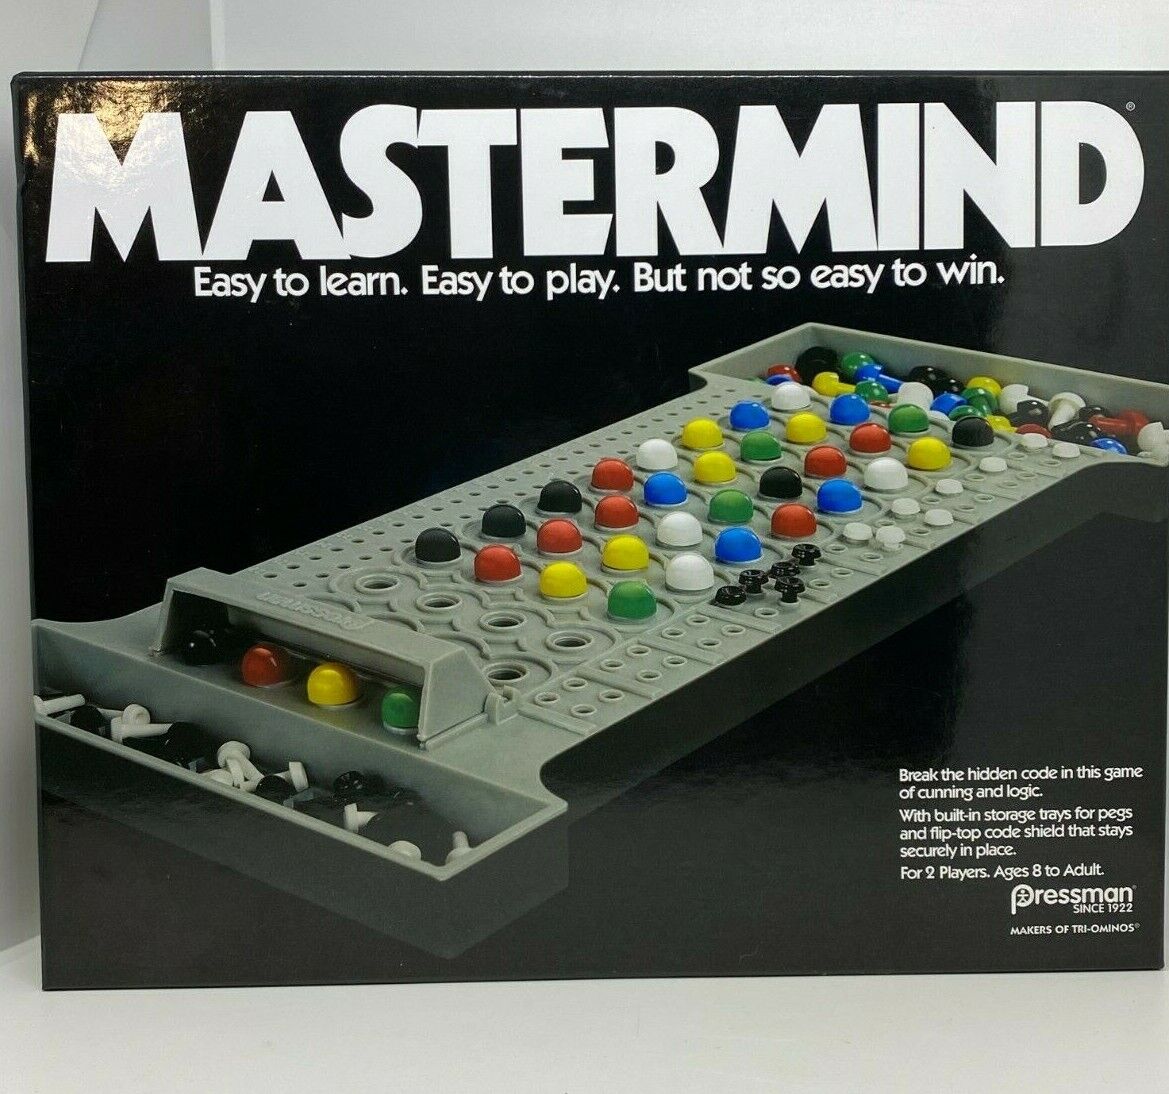 MASTERMIND®
Easy to learn. Easy to play. But not so easy to win.
Break the hidden code in this game
of cunning and logic.
With built-in storage trays for pegs
and flip-top code shield that stays
securely in place.
For 2 Players. Ages 8 to Adult.
pressman®
SINCE 1922
MAKERS OF TRI-OMINOS®